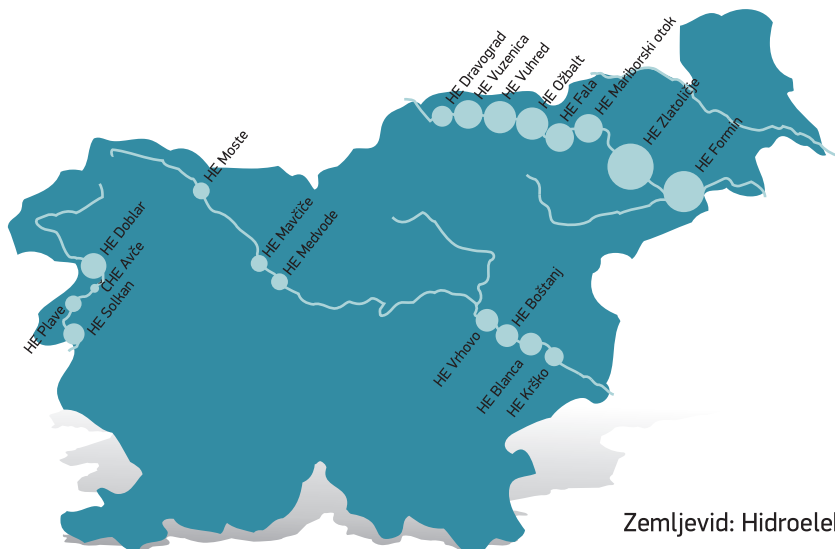 HE Dravograd
HE Vuzenica
HE Vuhred
HE Ožbalt
HE Fala
HE Mariborski otok
HE Zlatoličje
HE Formin
HE Moste
HE Mavčiče
HE Medvode
HE Doblar
CHE Avče
HE Plave
HE Solkan
HE Vrhovo
HE Boštanj
HE Blanca
HE Krško
Zemljevid: